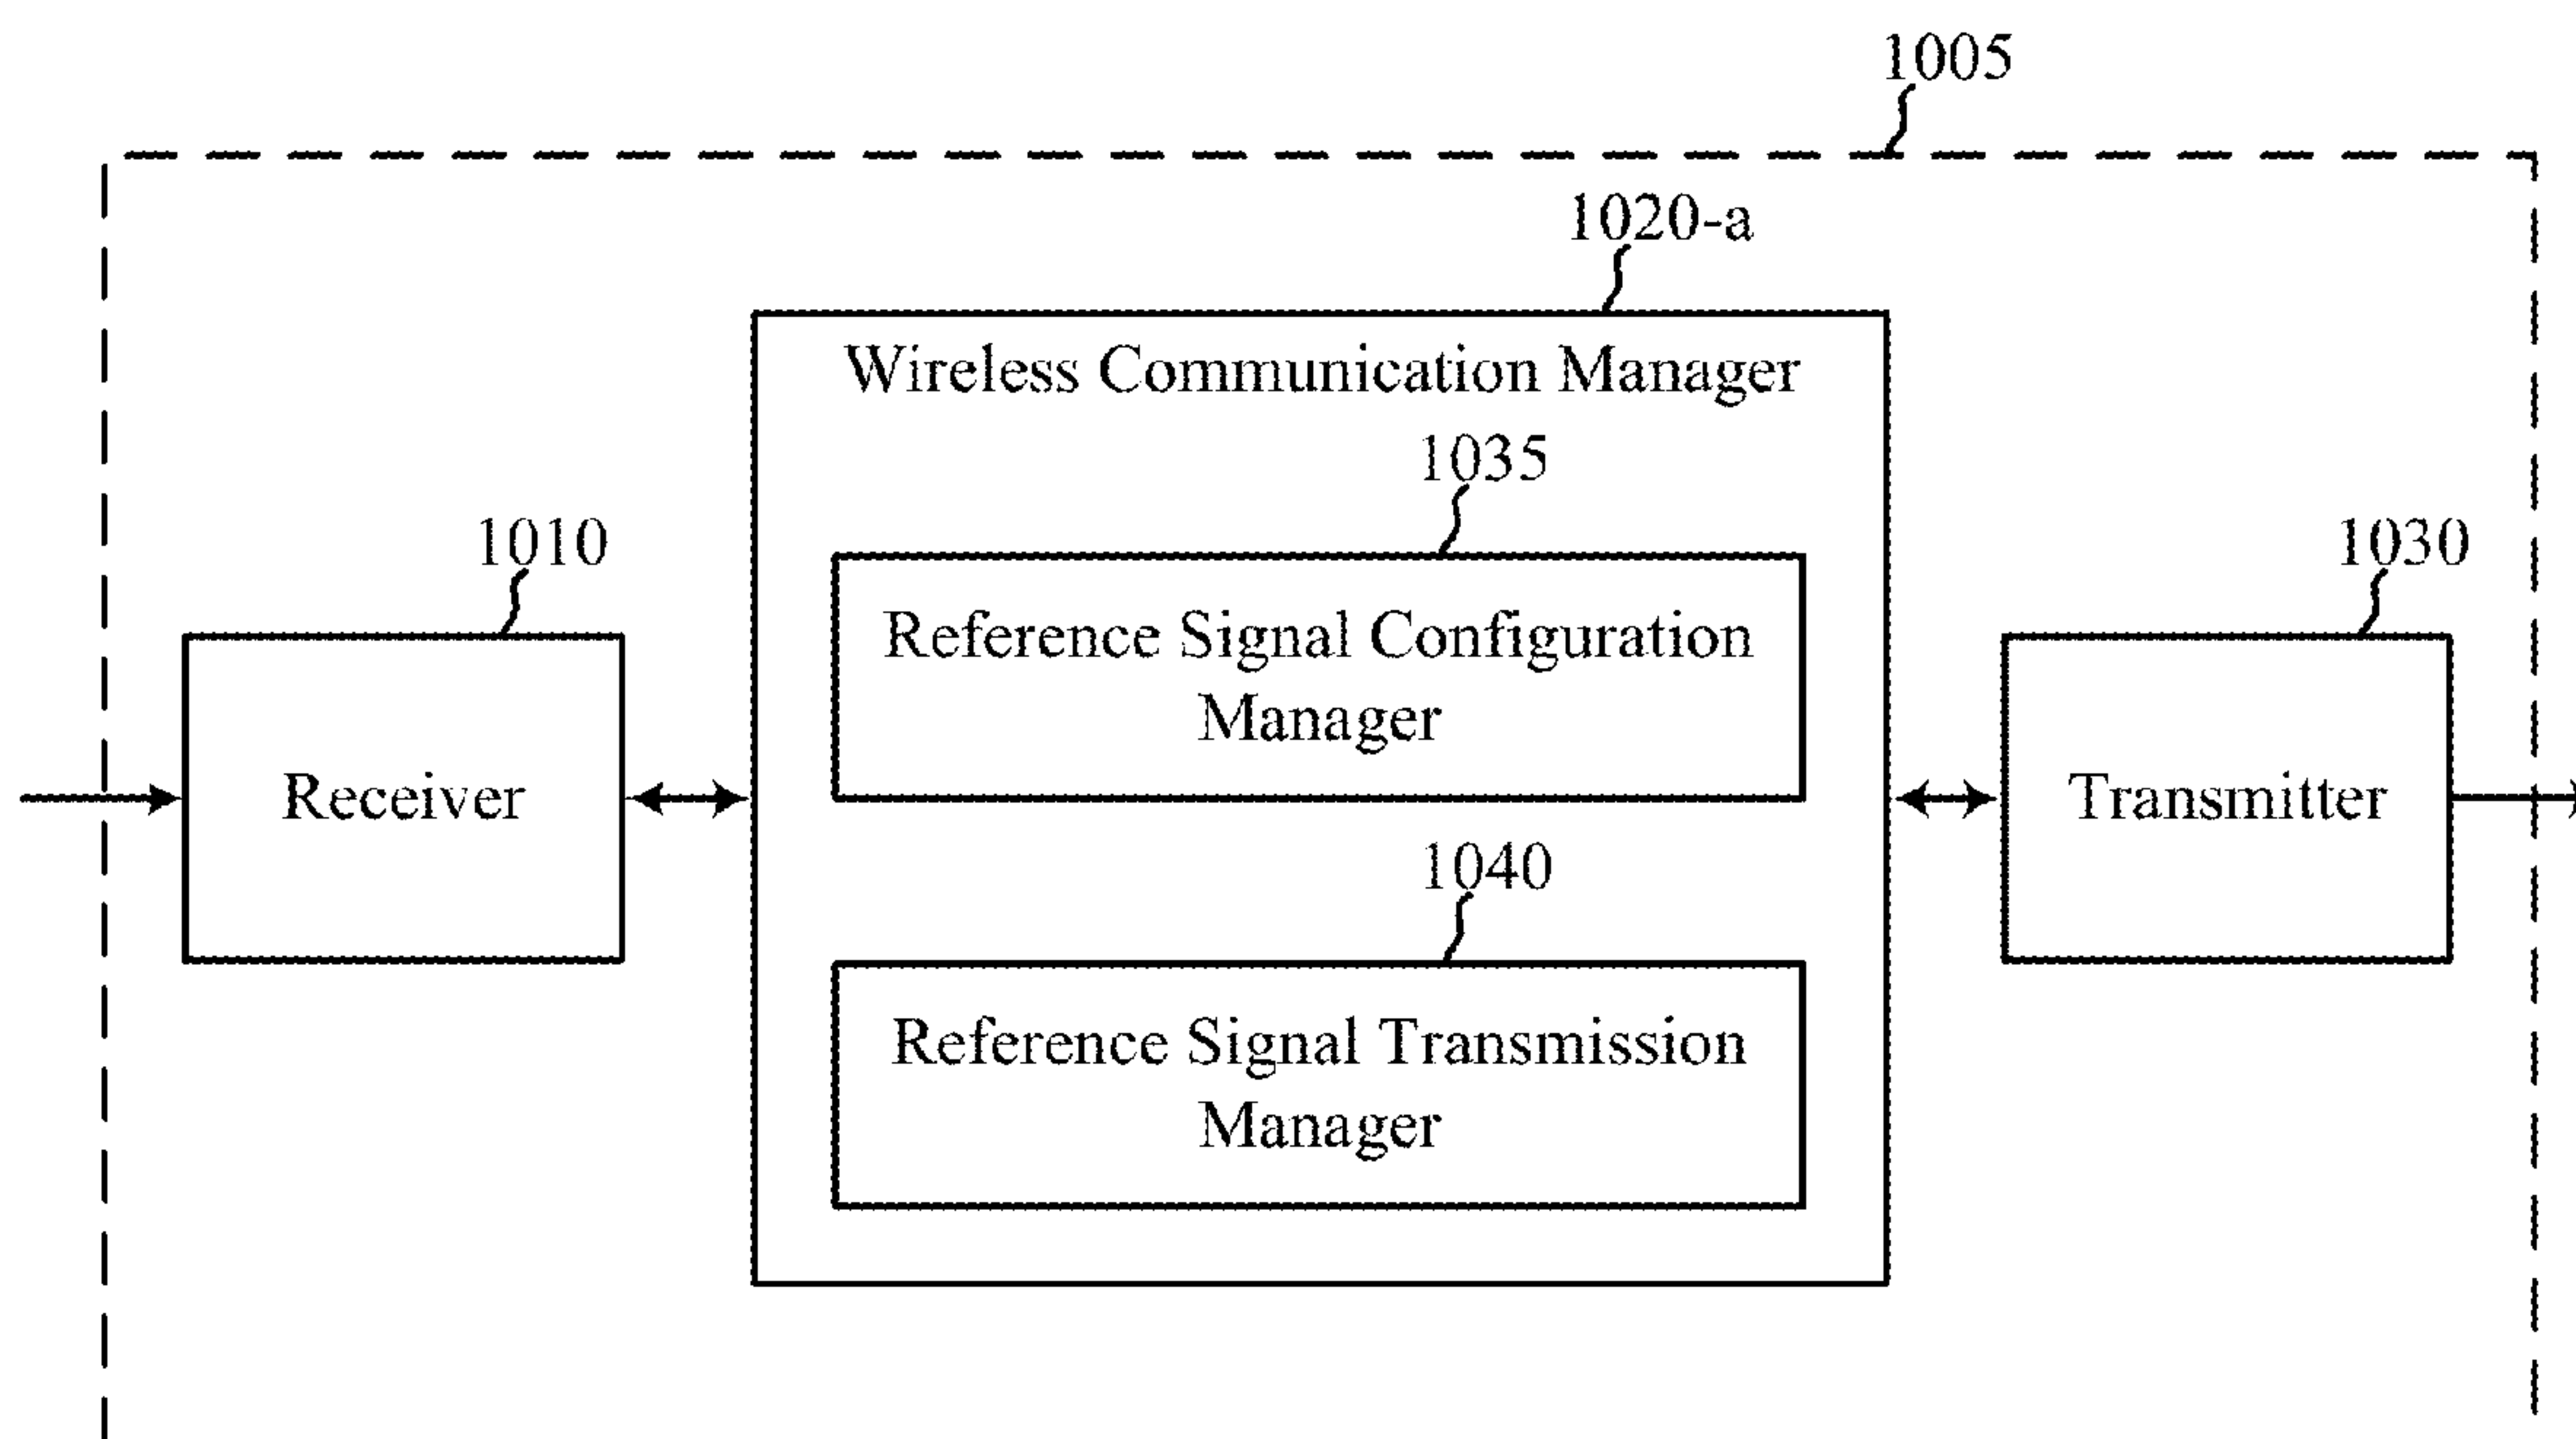 1005
1020-a
Wireless Communication Manager
1035
1010
1030
Reference Signal Configuration
Manager
Receiver
Transmitter
1040
Reference Signal Transmission
Manager